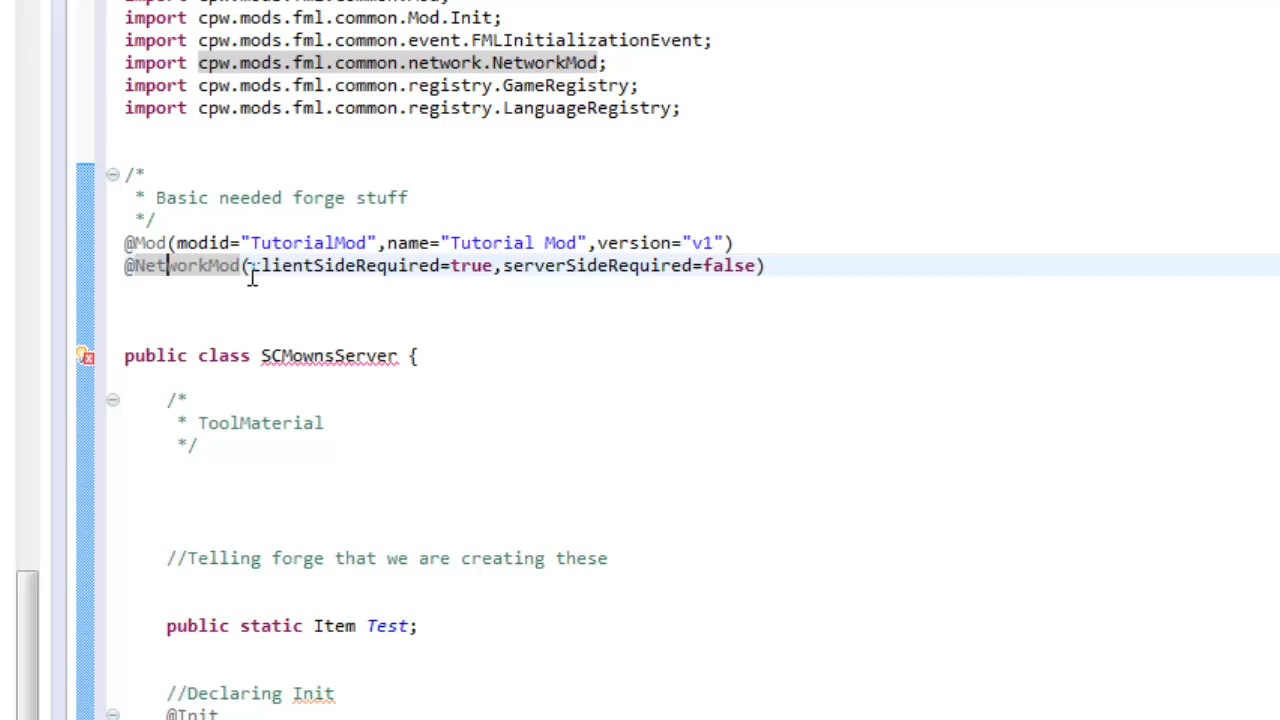 import cpw.mods.fml.common.Mod.Init;
import cpw.mods.fml.common.event.FMLInitializationEvent;
import cpw.mods.fml.common.network.NetworkMod;
import cpw.mods.fml.common.registry.GameRegistry;
import cpw.mods.fml.common.registry.LanguageRegistry;
/*
* Basic needed forge stuff
*/
@Mod(modid="TutorialMod",name="Tutorial Mod",version="v1")
@NetworkMod(clientSideRequired=true,serverSideRequired=false)
public class SCMownsServer {
/*
* ToolMaterial
*/
//Telling forge that we are creating these
public static Item Test;
//Declaring Init
@Init